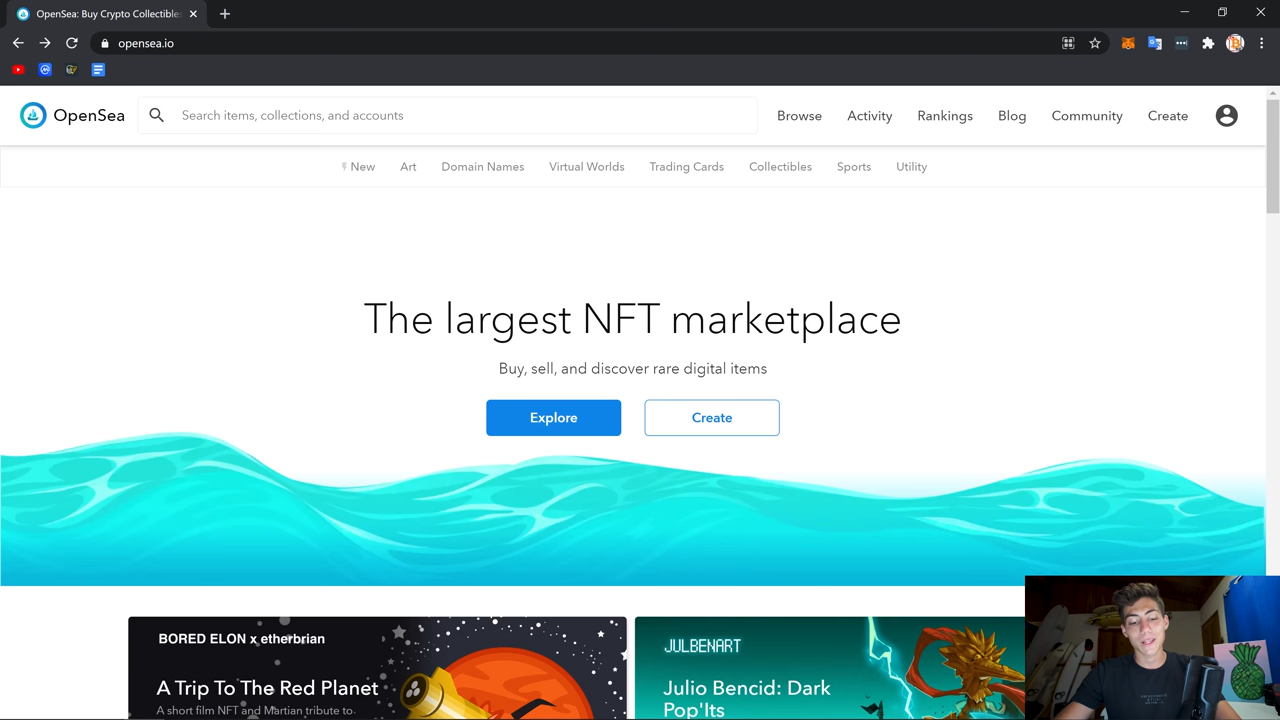 OpenSea: Buy Crypto Collectibles
opensea.io
OpenSea
Search items, collections, and accounts
Browse
Activity
Rankings
Blog
Community
Create
New
Art
Domain Names
Virtual Worlds
Trading Cards
Collectibles
Sports
Utility
The largest NFT marketplace
Buy, sell, and discover rare digital items
Explore
Create
BORED ELON x etherbrian
A Trip To The Red Planet
A short film NFT and Martian tribute to
JULBENART
Julio Bencid: Dark
Pop'Its